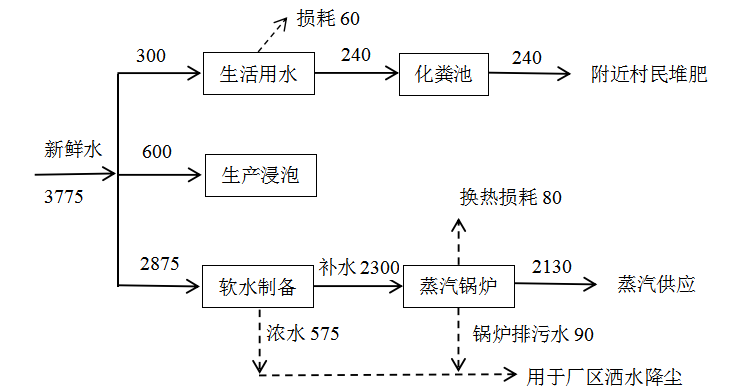 损耗 60
300
生活用水
240
化粪池
240
附近村民堆肥
新鲜水
3775
600
生产浸泡
换热损耗 80
2875
软水制备
补水 2300
蒸汽锅炉
2130
蒸汽供应
浓水 575
锅炉排污水 90
用于厂区洒水降尘